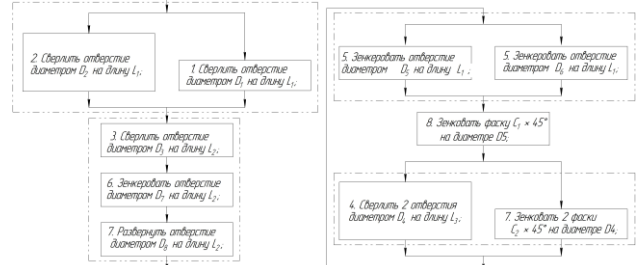 2. Сверлить отверстие
диаметром D₂ на длину L₁;
1. Сверлить отверстие
диаметром D₁ на длину L₁;
3. Сверлить отверстие
диаметром D₃ на длину L₂;
6. Зенкеровать отверстие
диаметром D₇ на длину L₂;
7. Развернуть отверстие
диаметром D₈ на длину L₂;
5. Зенкеровать отверстие
диаметром D₅ на длину L₁;
5. Зенкеровать отверстие
диаметром D₆ на длину L₁;
8. Зенковать фаску C₁ × 45°
на диаметре D5;
4. Сверлить 2 отверстия
диаметром D₄ на длину L₃;
7. Зенковать 2 фаски
C₂ × 45° на диаметре D4;